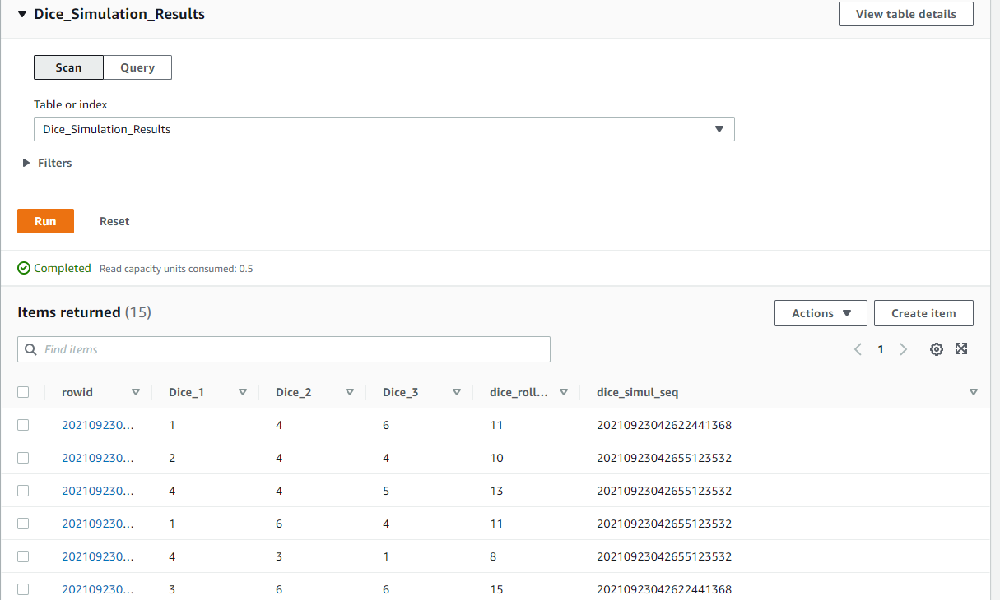 Dice_Simulation_Results
View table details
Scan Query
Table or index
Dice_Simulation_Results
Filters
Run Reset
Completed Read capacity units consumed: 0.5
Items returned (15)
Actions Create item
Find items
1
rowid Dice_1 Dice_2 Dice_3 dice_roll... dice_simul_seq
202109230... 1 4 6 11 20210923042622441368
202109230... 2 4 4 10 20210923042655123532
202109230... 4 4 5 13 20210923042655123532
202109230... 1 6 4 11 20210923042655123532
202109230... 4 3 1 8 20210923042655123532
202109230... 3 6 6 15 20210923042622441368